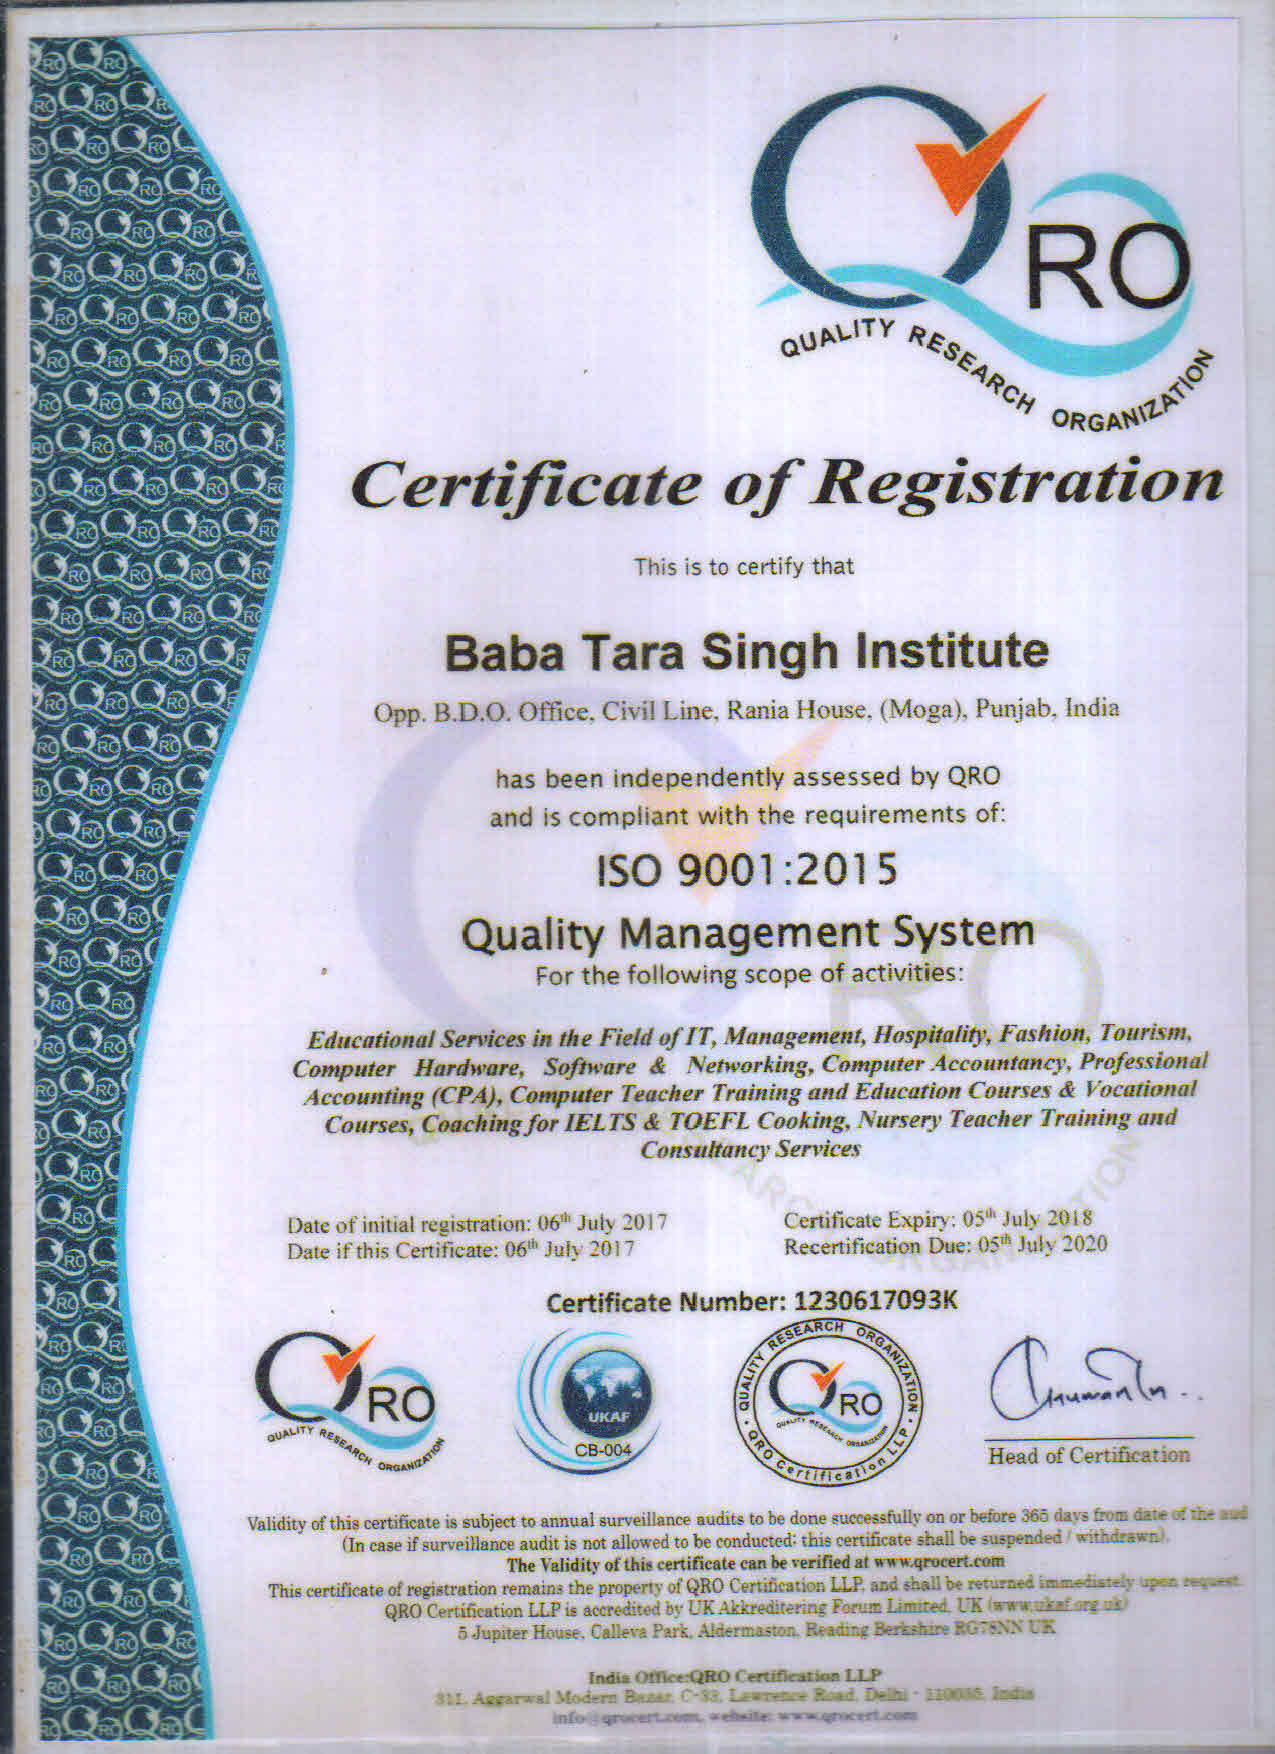 QRO
QUALITY RESEARCH ORGANIZATION
Certificate of Registration
This is to certify that
Baba Tara Singh Institute
Opp. B.D.O. Office, Civil Line, Rania House, (Moga), Punjab, India
has been independently assessed by QRO
and is compliant with the requirements of:
ISO 9001:2015
Quality Management System
For the following scope of activities:
Educational Services in the Field of IT, Management, Hospitality, Fashion, Tourism,
Computer Hardware, Software & Networking, Computer Accountancy, Professional
Accounting (CPA), Computer Teacher Training and Education Courses & Vocational
Courses, Coaching for IELTS & TOEFL Cooking, Nursery Teacher Training and
Consultancy Services
Date of initial registration: 06th July 2017 Certificate Expiry: 05th July 2018
Date if this Certificate: 06th July 2017 Recertification Due: 05th July 2020
Certificate Number: 1230617093K
QRO
QUALITY RESEARCH ORGANIZATION
UKAF
CB-004
QUALITY RESEARCH ORGANIZATION
QRO
QUALITY RESEARCH ORGANIZATION
QRO Certification LLP
Head of Certification
Validity of this certificate is subject to annual surveillance audits to be done successfully on or before 365 days from date of the aud
(In case if surveillance audit is not allowed to be conducted: this certificate shall be suspended / withdrawn).
The Validity of this certificate can be verified at www.qrocert.com
This certificate of registration remains the property of QRO Certification LLP, and shall be returned immediately upon request.
QRO Certification LLP is accredited by UK Akkreditering Forum Limited, UK (www.ukaf.org.uk)
5 Jupiter House, Calleva Park, Aldermaston, Reading Berkshire RG78NN UK
India Office:QRO Certification LLP
311, Aggarwal Modern Bazar, C-33, Lawrence Road, Delhi - 110035, India
info@qrocert.com, website: www.qrocert.com